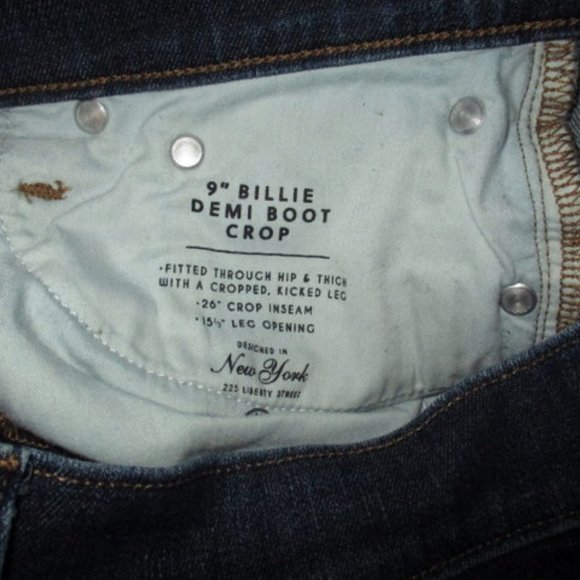 9" BILLIE
DEMI BOOT
CROP
•FITTED THROUGH HIP & THIGH
WITH A CROPPED, KICKED LEG
•26" CROP INSEAM
•15½" LEG OPENING
DESIGNED IN
New York
225 LIBERTY STREET